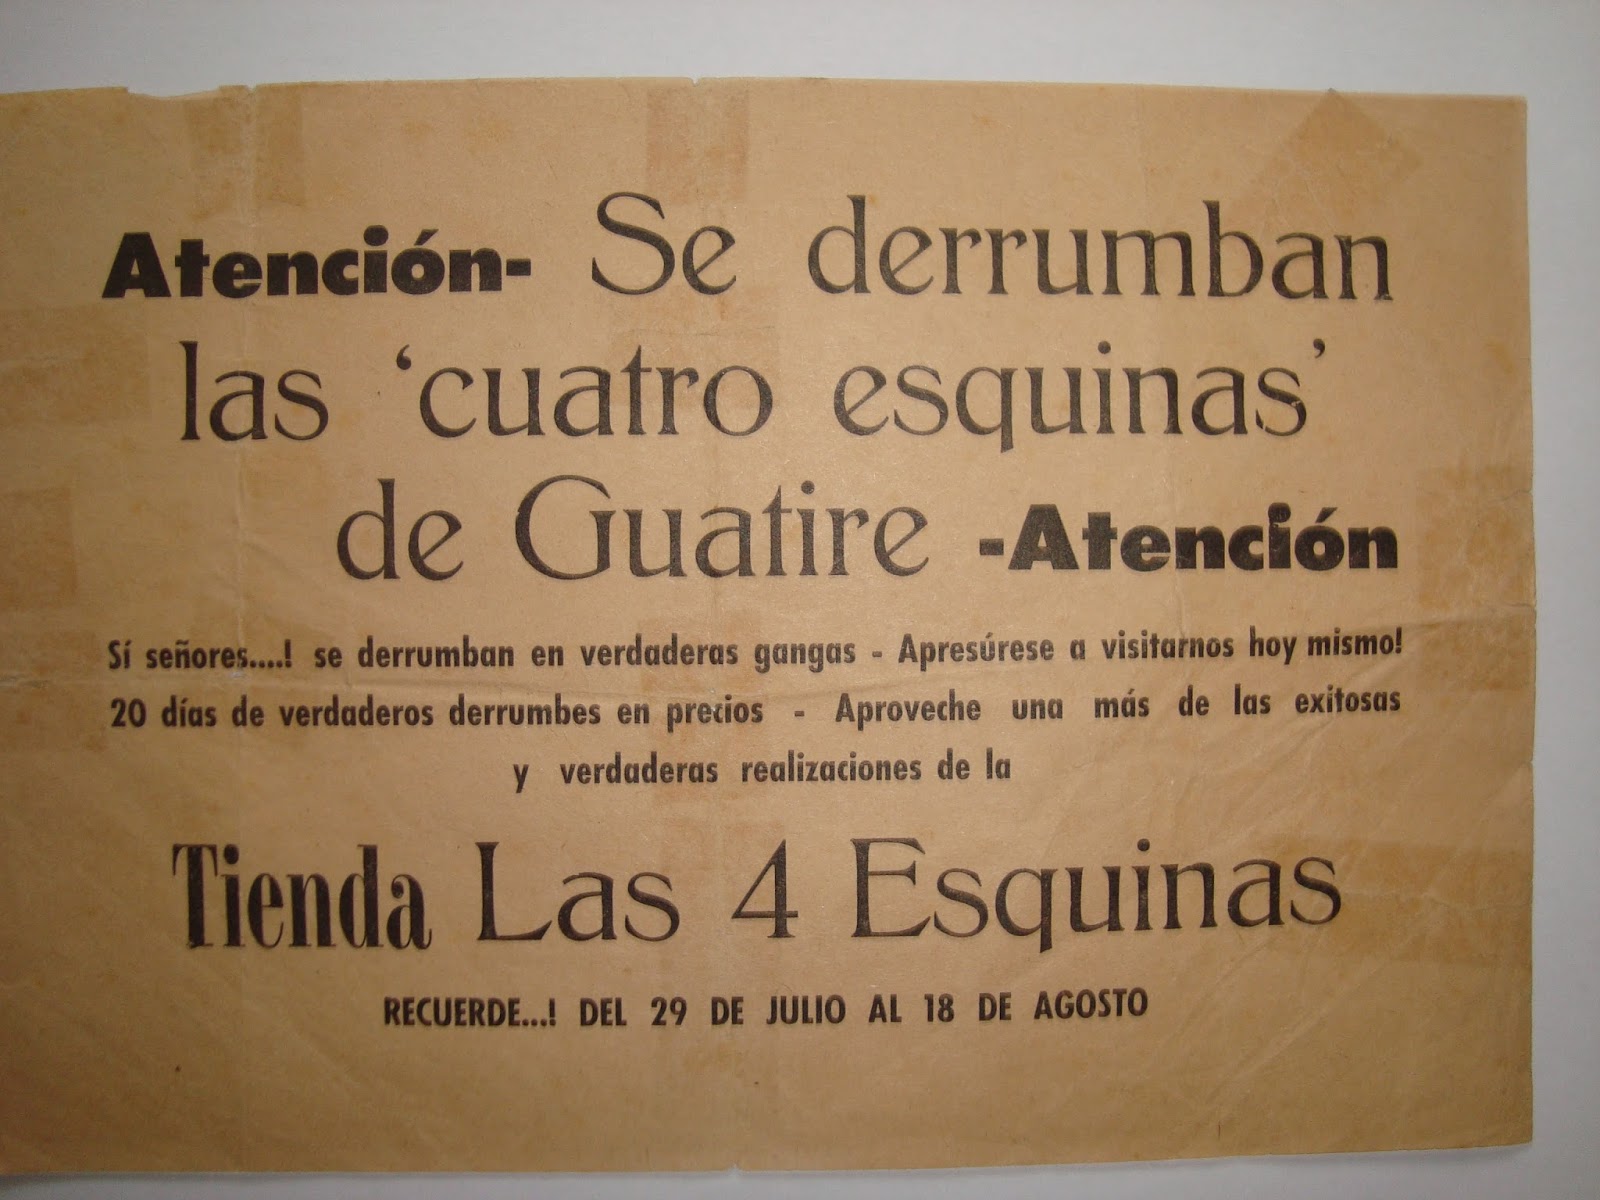 Atención- Se derrumban
las ‘cuatro esquinas’
de Guatire -Atención
Sí señores....! se derrumban en verdaderas gangas - Apresúrese a visitarnos hoy mismo!
20 días de verdaderos derrumbes en precios - Aproveche una más de las exitosas
y verdaderas realizaciones de la
Tienda Las 4 Esquinas
RECUERDE...! DEL 29 DE JULIO AL 18 DE AGOSTO